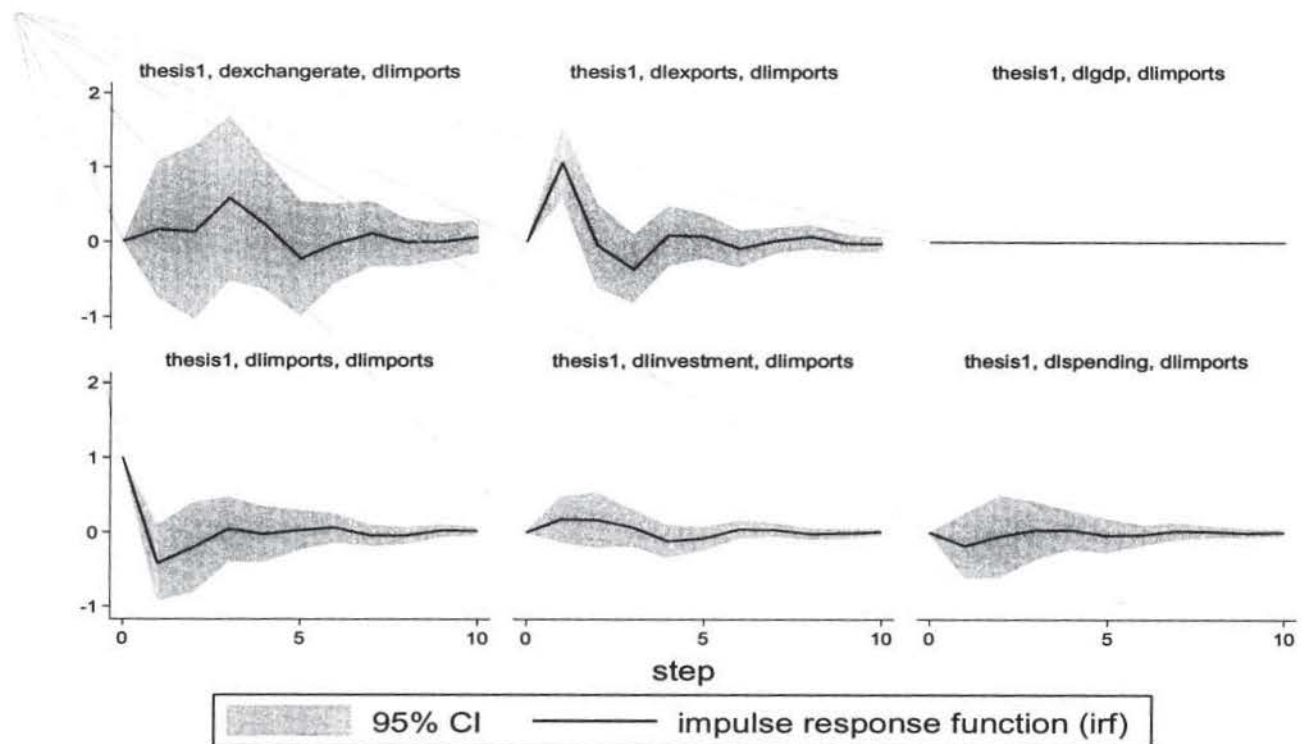 thesis1, dexchangerate, dlimports
thesis1, dlexports, dlimports
thesis1, dlgdp, dlimports
2
1
0
-1
thesis1, dlimports, dlimports
thesis1, dlinvestment, dlimports
thesis1, dlspending, dlimports
2
1
0
-1
0 5 10 0 5 10 0 5 10
step
95% CI impulse response function (irf)